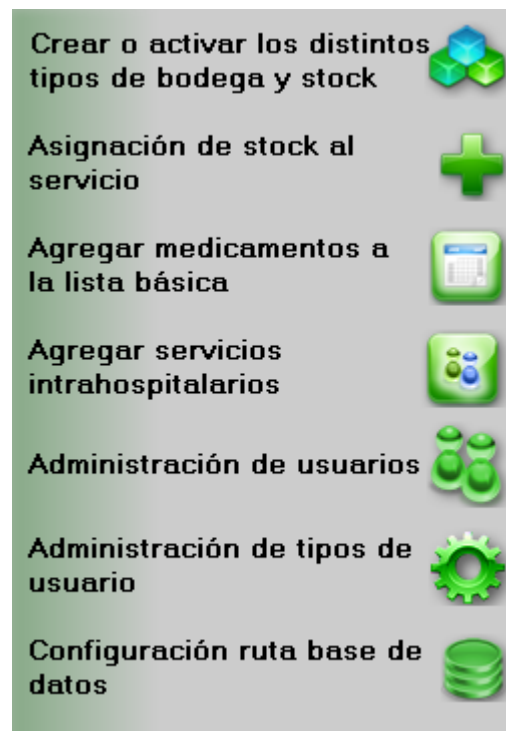 Crear o activar los distintos
tipos de bodega y stock
Asignación de stock al
servicio
Agregar medicamentos a
la lista básica
Agregar servicios
intrahospitalarios
Administración de usuarios
Administración de tipos de
usuario
Configuración ruta base de
datos